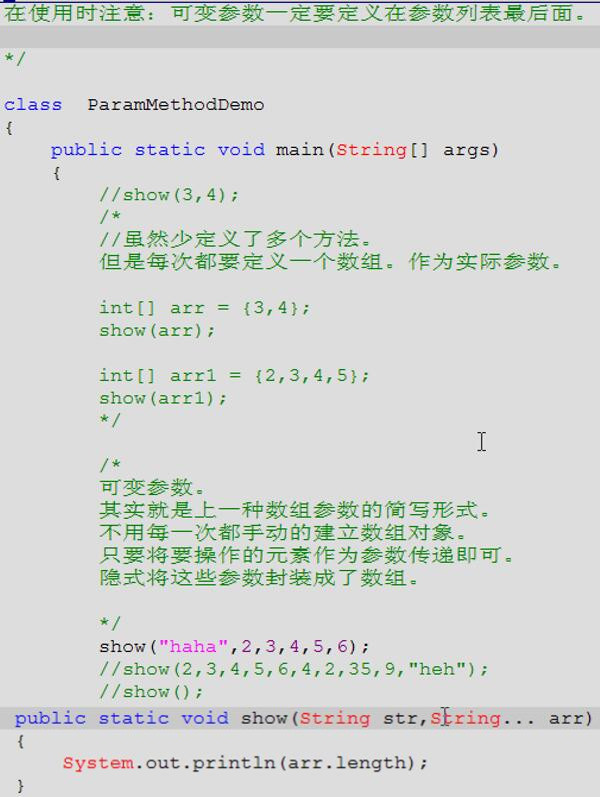 在使用时注意：可变参数一定要定义在参数列表最后面。
*/
class  ParamMethodDemo
{
public static void main(String[] args)
{
//show(3,4);
/*
//虽然少定义了多个方法。
但是每次都要定义一个数组。作为实际参数。
int[] arr = {3,4};
show(arr);
int[] arr1 = {2,3,4,5};
show(arr1);
*/
/*
可变参数。
其实就是上一种数组参数的简写形式。
不用每一次都手动的建立数组对象。
只要将要操作的元素作为参数传递即可。
隐式将这些参数封装成了数组。
*/
show("haha",2,3,4,5,6);
//show(2,3,4,5,6,4,2,35,9,"heh");
//show();
public static void show(String str,String... arr)
{
System.out.println(arr.length);
}